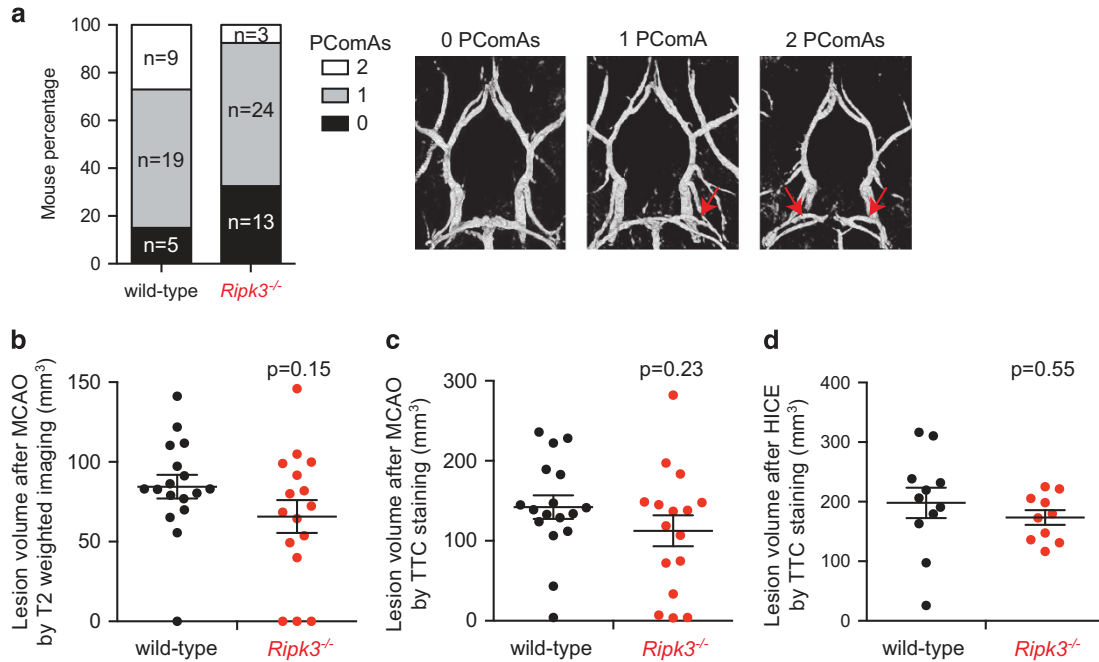 a
100
80
60
40
20
0
Mouse percentage
n=9
n=19
n=5
n=3
n=24
n=13
wild-type
Ripk3-/-
PComAs
2
1
0
0 PComAs
1 PComA
2 PComAs
b
Lesion volume after MCAO
by T2 weighted imaging (mm³)
150
100
50
0
p=0.15
wild-type
Ripk3-/-
c
Lesion volume after MCAO
by TTC staining (mm³)
300
200
100
0
p=0.23
wild-type
Ripk3-/-
d
Lesion volume after HICE
by TTC staining (mm³)
400
300
200
100
0
p=0.55
wild-type
Ripk3-/-